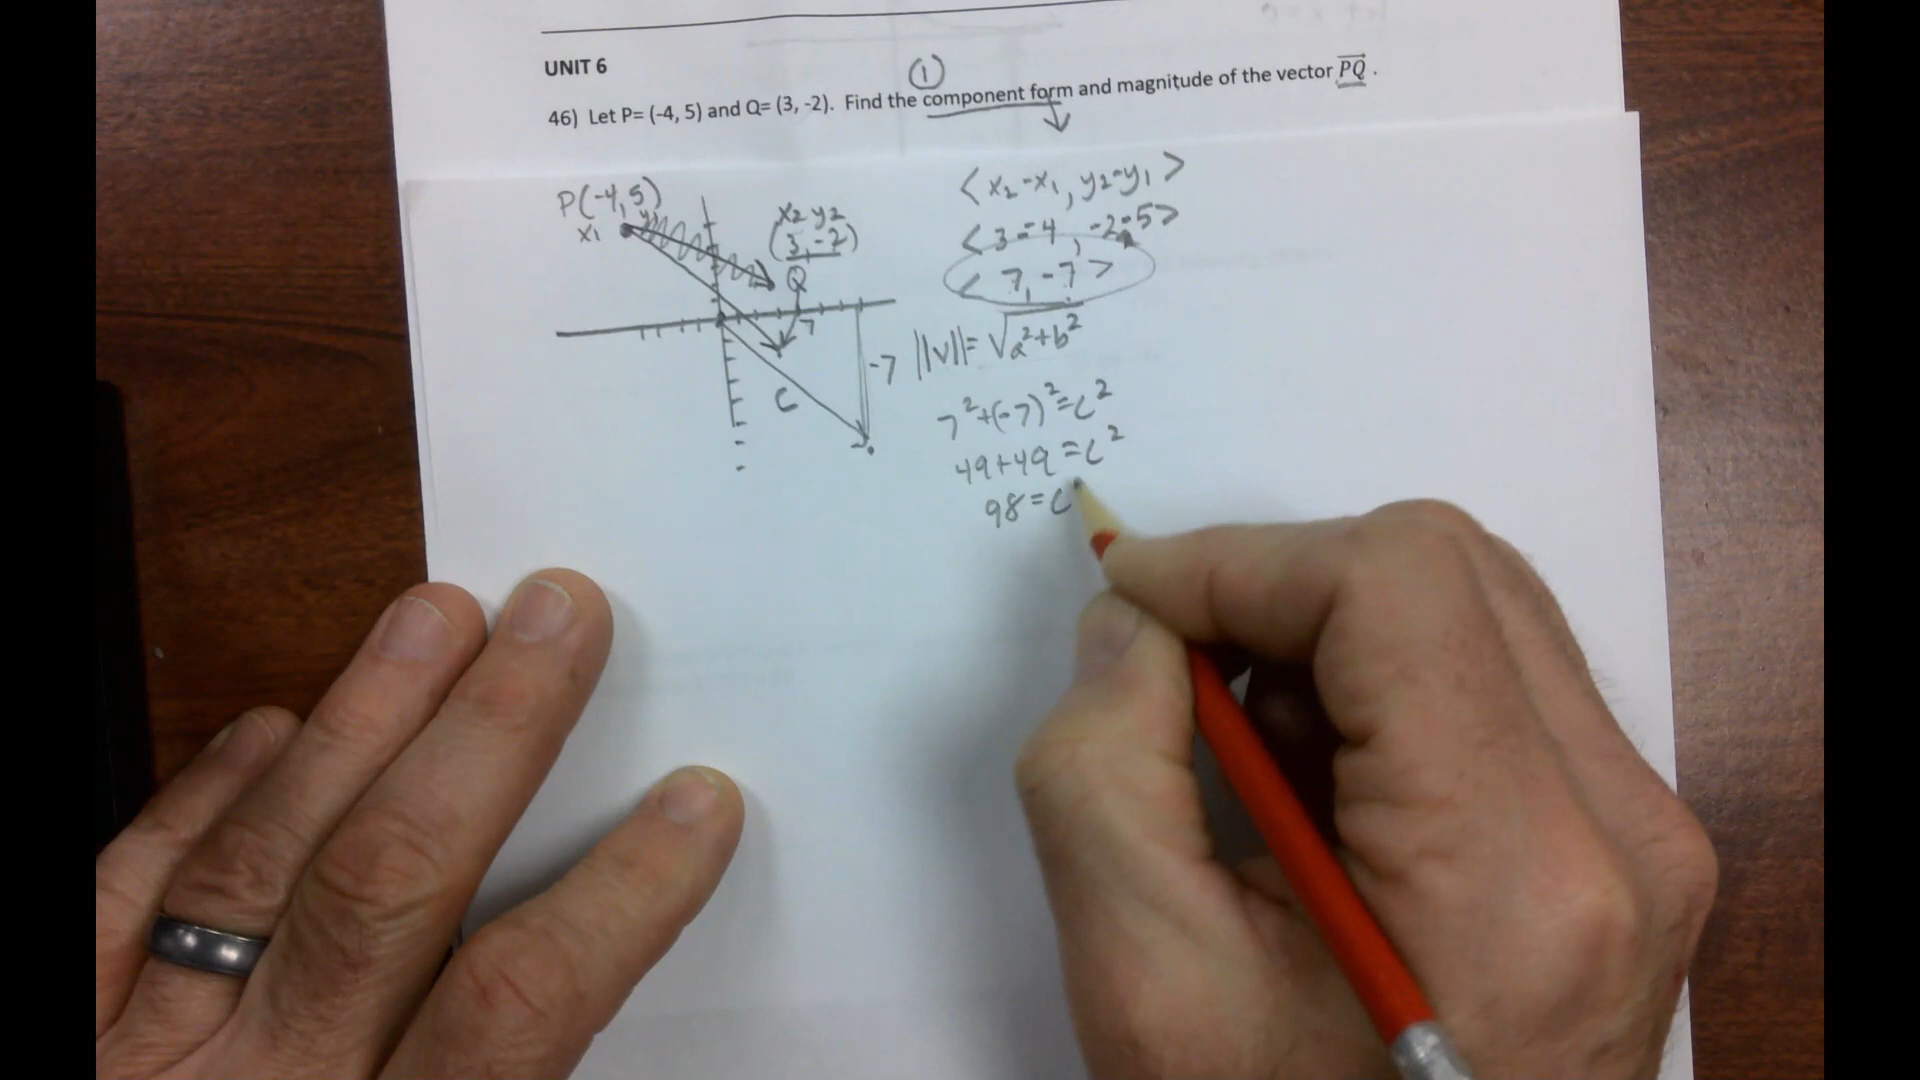 UNIT 6
①
46) Let P= (-4, 5) and Q= (3, -2). Find the component form and magnitude of the vector PQ .
P(-4,5)
x₁ y₁
x₂ y₂
(3,-2)
Q
7
-7
C
<x₂-x₁, y₂-y₁>
<3--4, -2-5>
<7,-7>
||v||=√a²+b²
7²+(-7)²=c²
49+49=c²
98=c